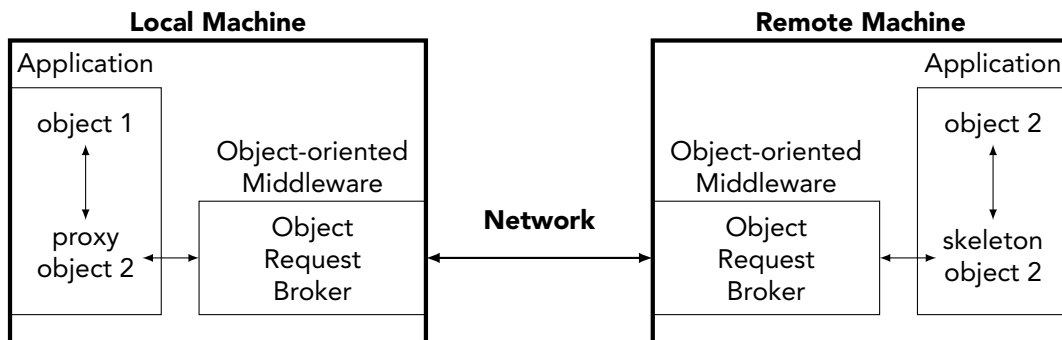 Local Machine
Application
object 1
proxy
object 2
Object-oriented
Middleware
Object
Request
Broker
Network
Remote Machine
Object-oriented
Middleware
Object
Request
Broker
Application
object 2
skeleton
object 2